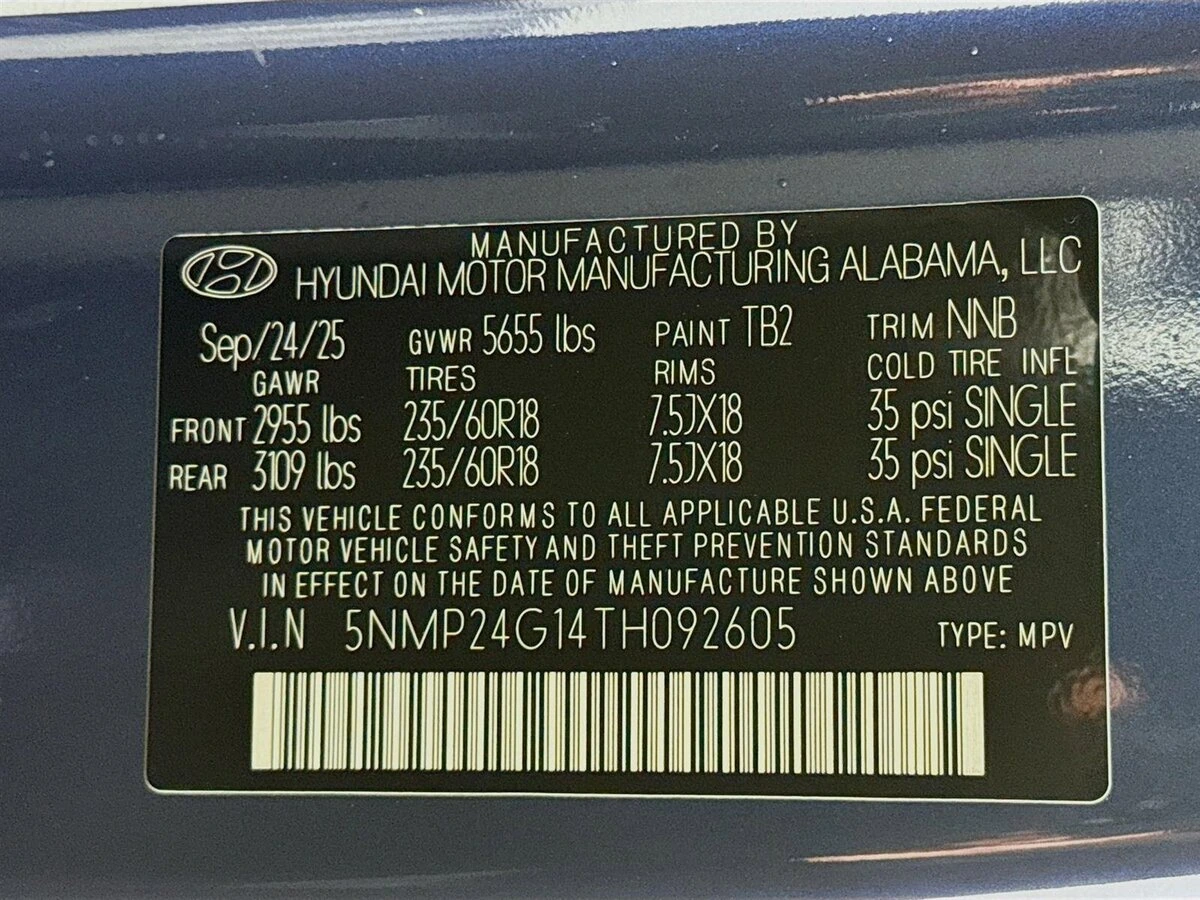 MANUFACTURED BY
HYUNDAI MOTOR MANUFACTURING ALABAMA, LLC
Sep/24/25 GVWR 5655 lbs PAINT TB2 TRIM NNB
GAWR TIRES RIMS COLD TIRE INFL
FRONT 2955 lbs 235/60R18 7.5JX18 35 psi SINGLE
REAR 3109 lbs 235/60R18 7.5JX18 35 psi SINGLE
THIS VEHICLE CONFORMS TO ALL APPLICABLE U.S.A. FEDERAL
MOTOR VEHICLE SAFETY AND THEFT PREVENTION STANDARDS
IN EFFECT ON THE DATE OF MANUFACTURE SHOWN ABOVE
V.I.N 5NMP24G14TH092605 TYPE: MPV